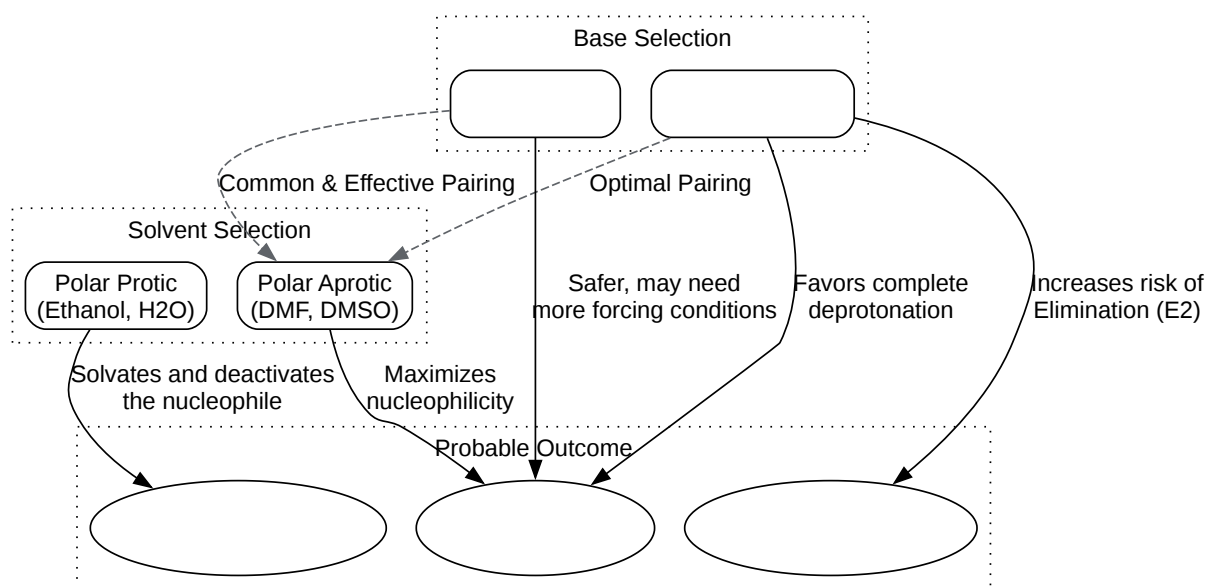 Base Selection
Common & Effective Pairing
Optimal Pairing
Solvent Selection
Polar Protic
(Ethanol, H2O)
Polar Aprotic
(DMF, DMSO)
Safer, may need
more forcing conditions
Favors complete
deprotonation
Increases risk of
Elimination (E2)
Solvates and deactivates
the nucleophile
Maximizes
nucleophilicity
Probable Outcome